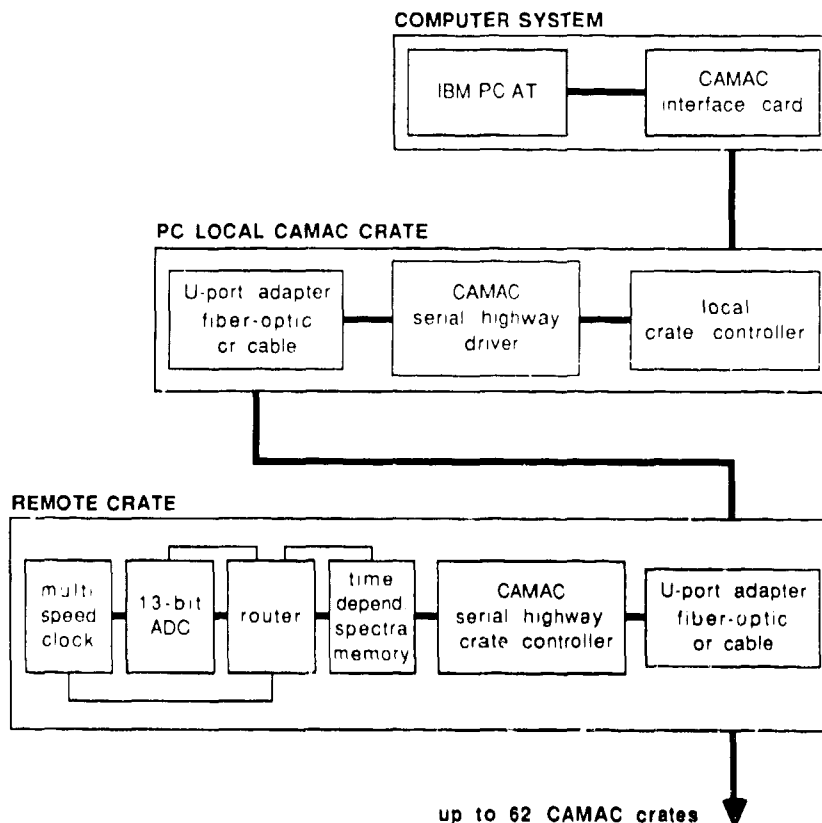 COMPUTER SYSTEM
IBM PC AT
CAMAC
interface card
PC LOCAL CAMAC CRATE
U-port adapter
fiber-optic
or cable
CAMAC
serial highway
driver
local
crate controller
REMOTE CRATE
multi
speed
clock
13-bit
ADC
router
time
depend.
spectra
memory
CAMAC
serial highway
crate controller
U-port adapter
fiber-optic
or cable
up to 62 CAMAC crates